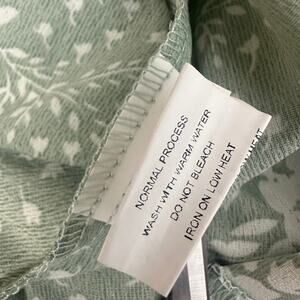 NORMAL PROCESS
WASH WITH WARM WATER
DO NOT BLEACH
IRON ON LOW HEAT